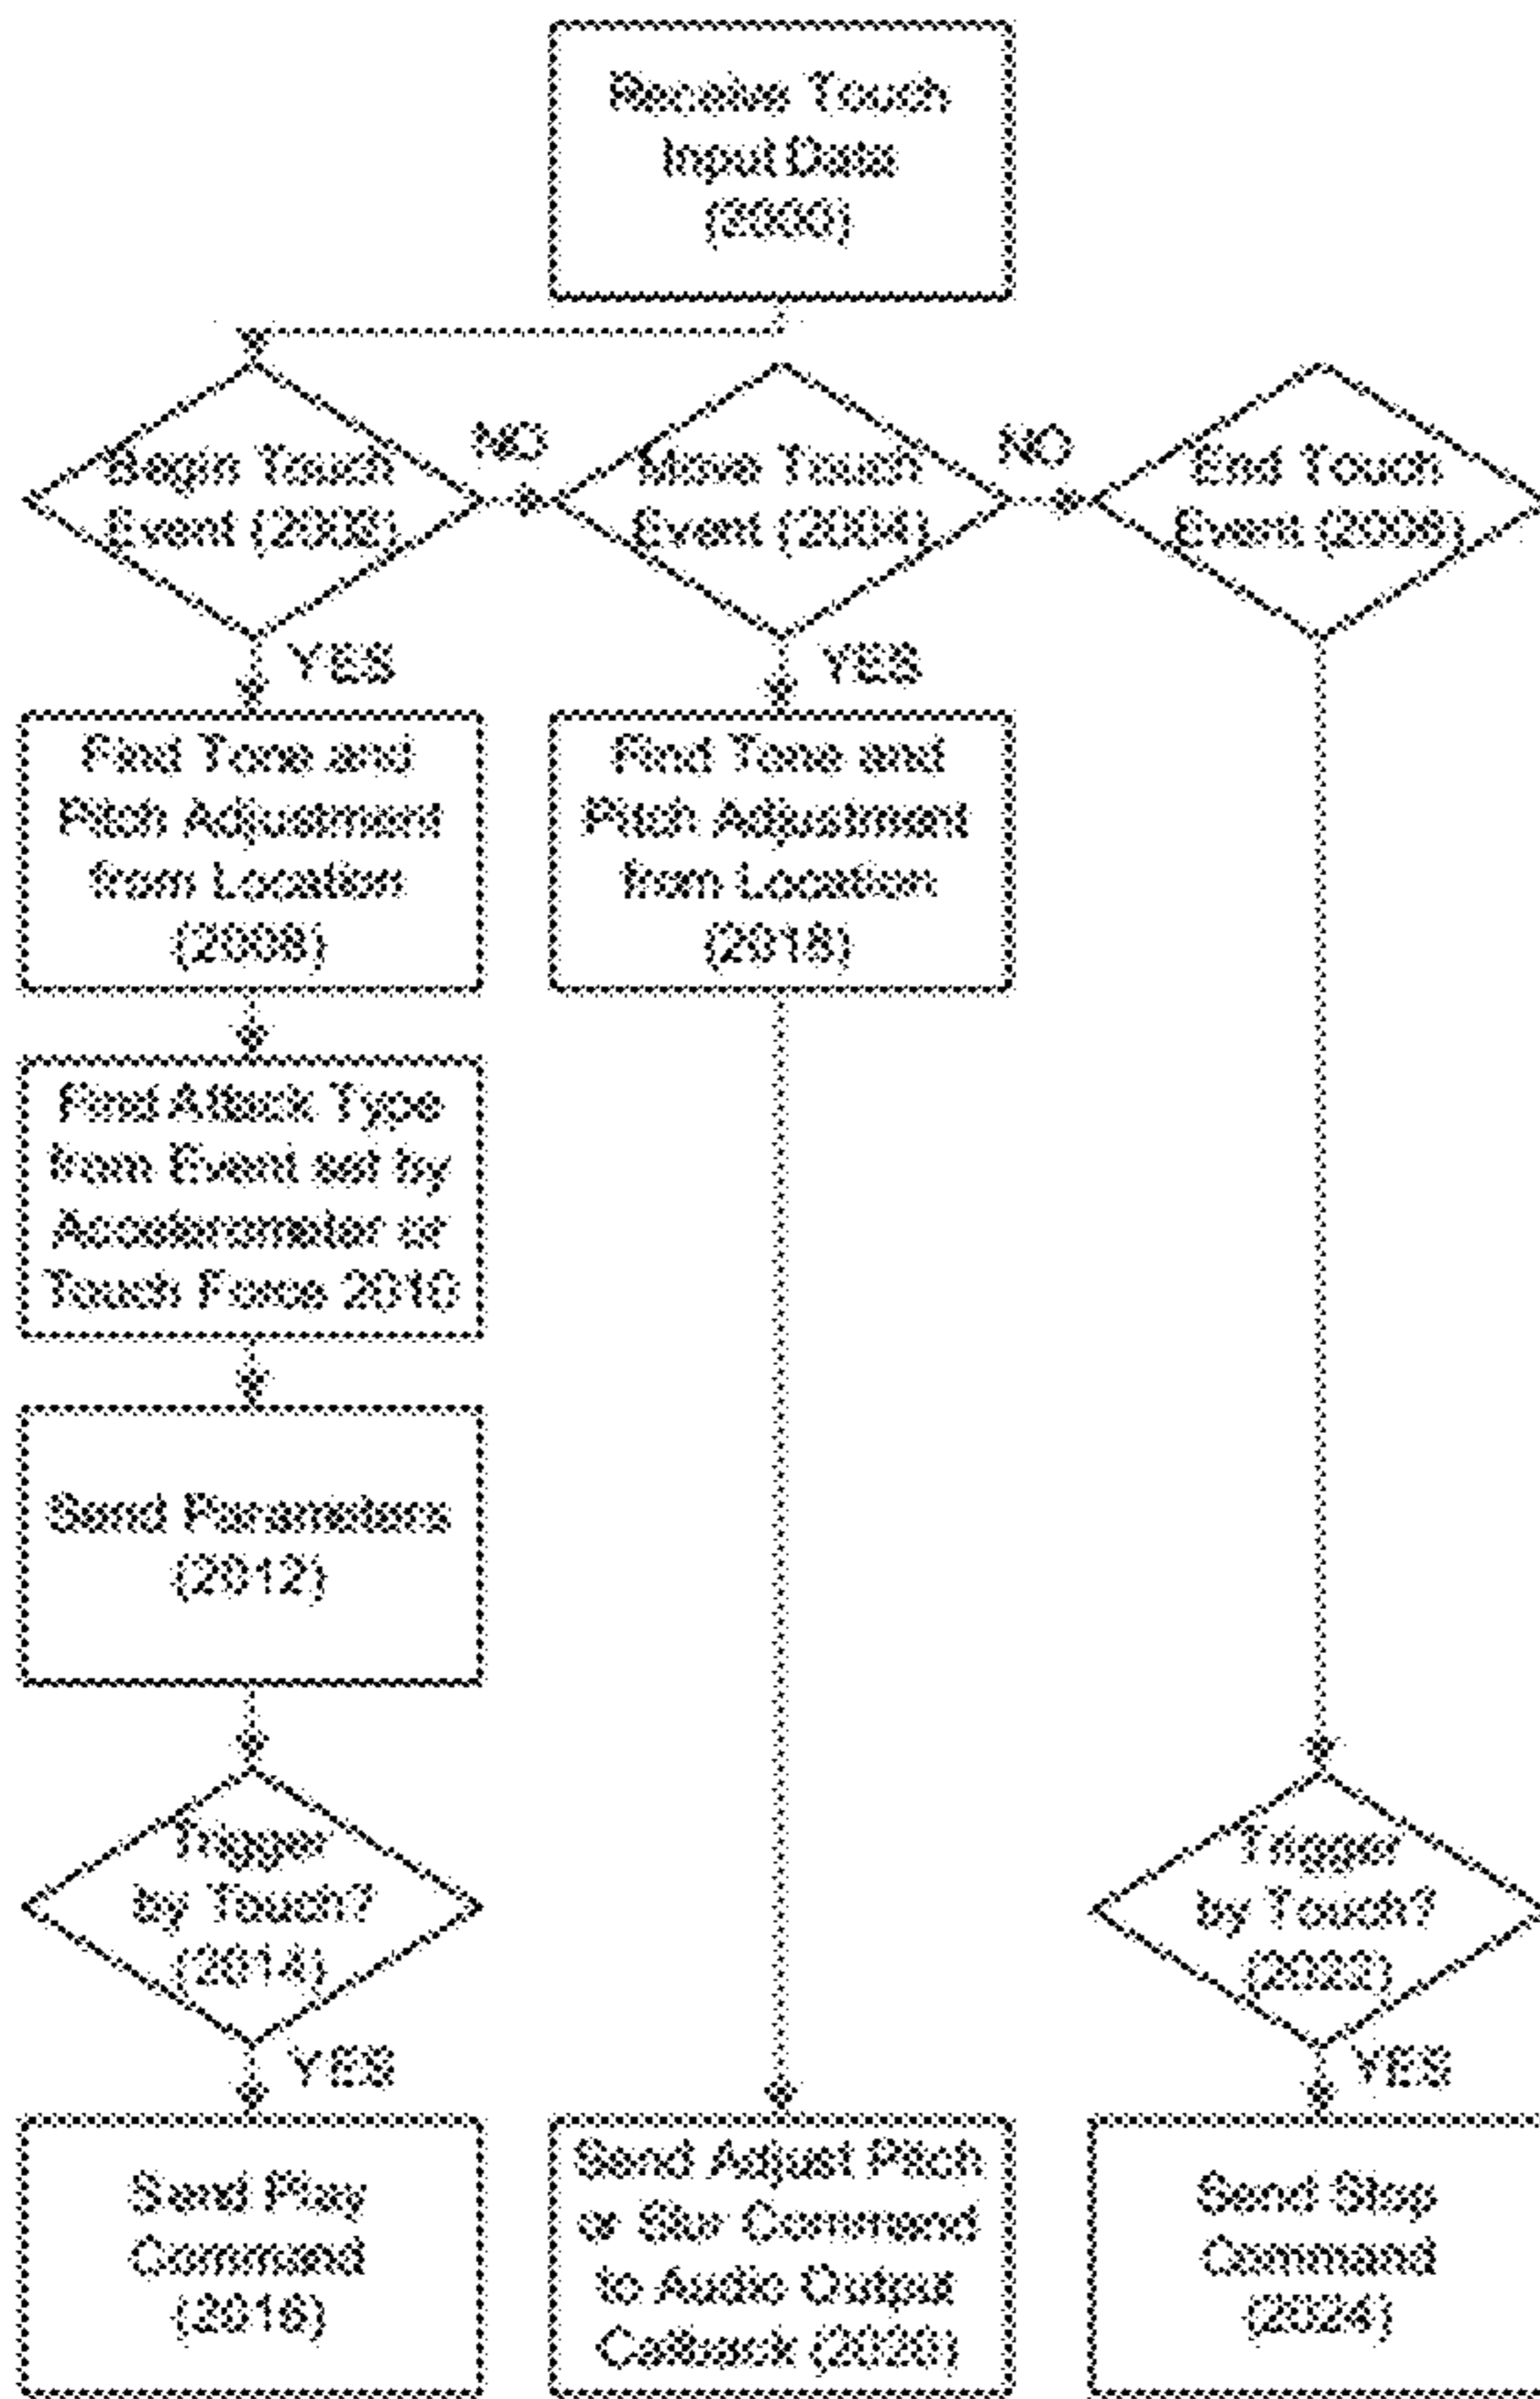 Receive Touch
Input Data
(2000)
Begin Touch
Event (2002)
NO
Move Touch
Event (2004)
NO
End Touch
Event (2006)
YES
YES
Find Tone and
Pitch Adjustment
from Location
(2008)
Find Tone and
Pitch Adjustment
from Location
(2018)
Find Attack Type
from Event set by
Accelerometer or
Touch Force 2010
Send Parameters
(2012)
Trigger
by Touch?
(2014)
Trigger
by Touch?
(2022)
YES
YES
Send Play
Command
(2016)
Send Adjust Pitch
or Slur Command
to Audio Output
Callback (2020)
Send Stop
Command
(2024)